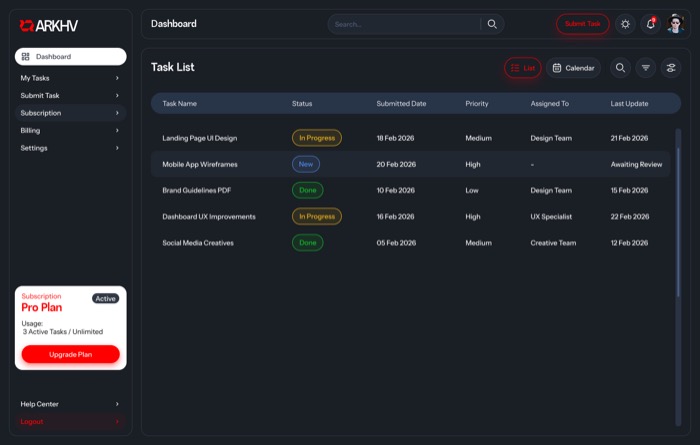 ARKHV
Dashboard
My Tasks
Submit Task
Subscription
Billing
Settings
Subscription
Active
Pro Plan
Usage:
3 Active Tasks / Unlimited
Upgrade Plan
Help Center
Logout
Dashboard
Search...
Submit Task
Task List
List
Calendar
Task Name Status Submitted Date Priority Assigned To Last Update
Landing Page UI Design In Progress 18 Feb 2026 Medium Design Team 21 Feb 2026
Mobile App Wireframes New 20 Feb 2026 High - Awaiting Review
Brand Guidelines PDF Done 10 Feb 2026 Low Design Team 15 Feb 2026
Dashboard UX Improvements In Progress 16 Feb 2026 High UX Specialist 22 Feb 2026
Social Media Creatives Done 05 Feb 2026 Medium Creative Team 12 Feb 2026